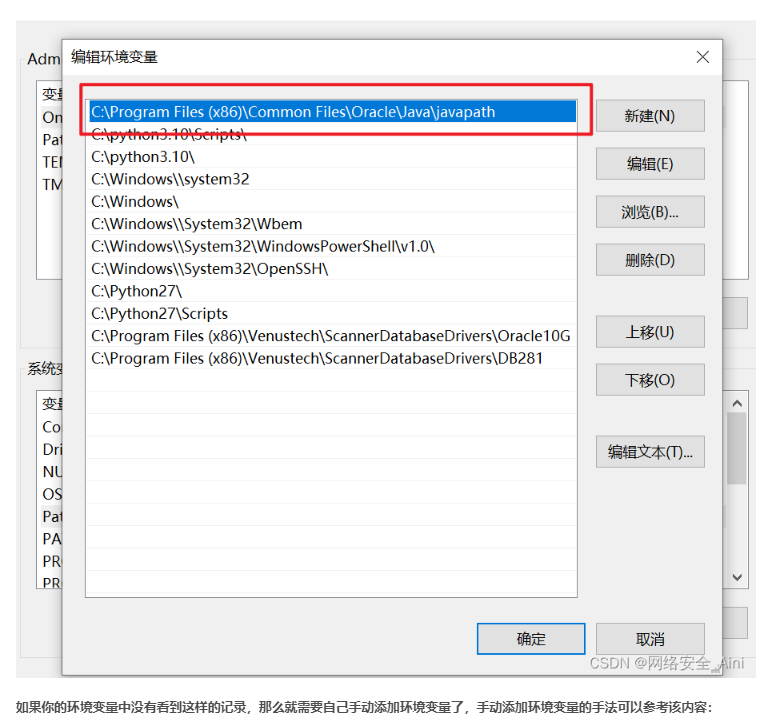 编辑环境变量
C:\Program Files (x86)\Common Files\Oracle\Java\javapath
C:\python3.10\Scripts\
C:\python3.10\
C:\Windows\\system32
C:\Windows\
C:\Windows\\System32\Wbem
C:\Windows\\System32\WindowsPowerShell\v1.0\
C:\Windows\\System32\OpenSSH\
C:\Python27\
C:\Python27\Scripts
C:\Program Files (x86)\Venustech\ScannerDatabaseDrivers\Oracle10G
C:\Program Files (x86)\Venustech\ScannerDatabaseDrivers\DB281
新建(N)
编辑(E)
浏览(B)...
删除(D)
上移(U)
下移(O)
编辑文本(T)...
确定
取消
Adm
变
On
Pat
TE
TM
系统变
变
Co
Dri
NU
OS
Pat
PA
PR
PR
CSDN @网络安全_Aini
如果你的环境变量中没有看到这样的记录，那么就需要自己手动添加环境变量了，手动添加环境变量的手法可以参考该内容：